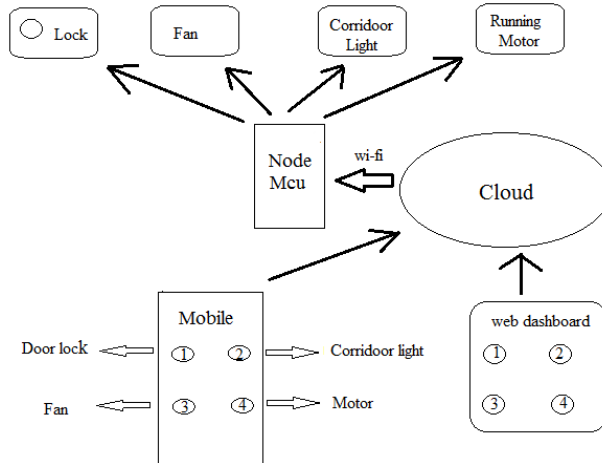 Lock
Fan
Corridoor
Light
Running
Motor
Node
Mcu
wi-fi
Cloud
Mobile
Door lock
1
2
Corridoor light
Fan
3
4
Motor
web dashboard
1
2
3
4